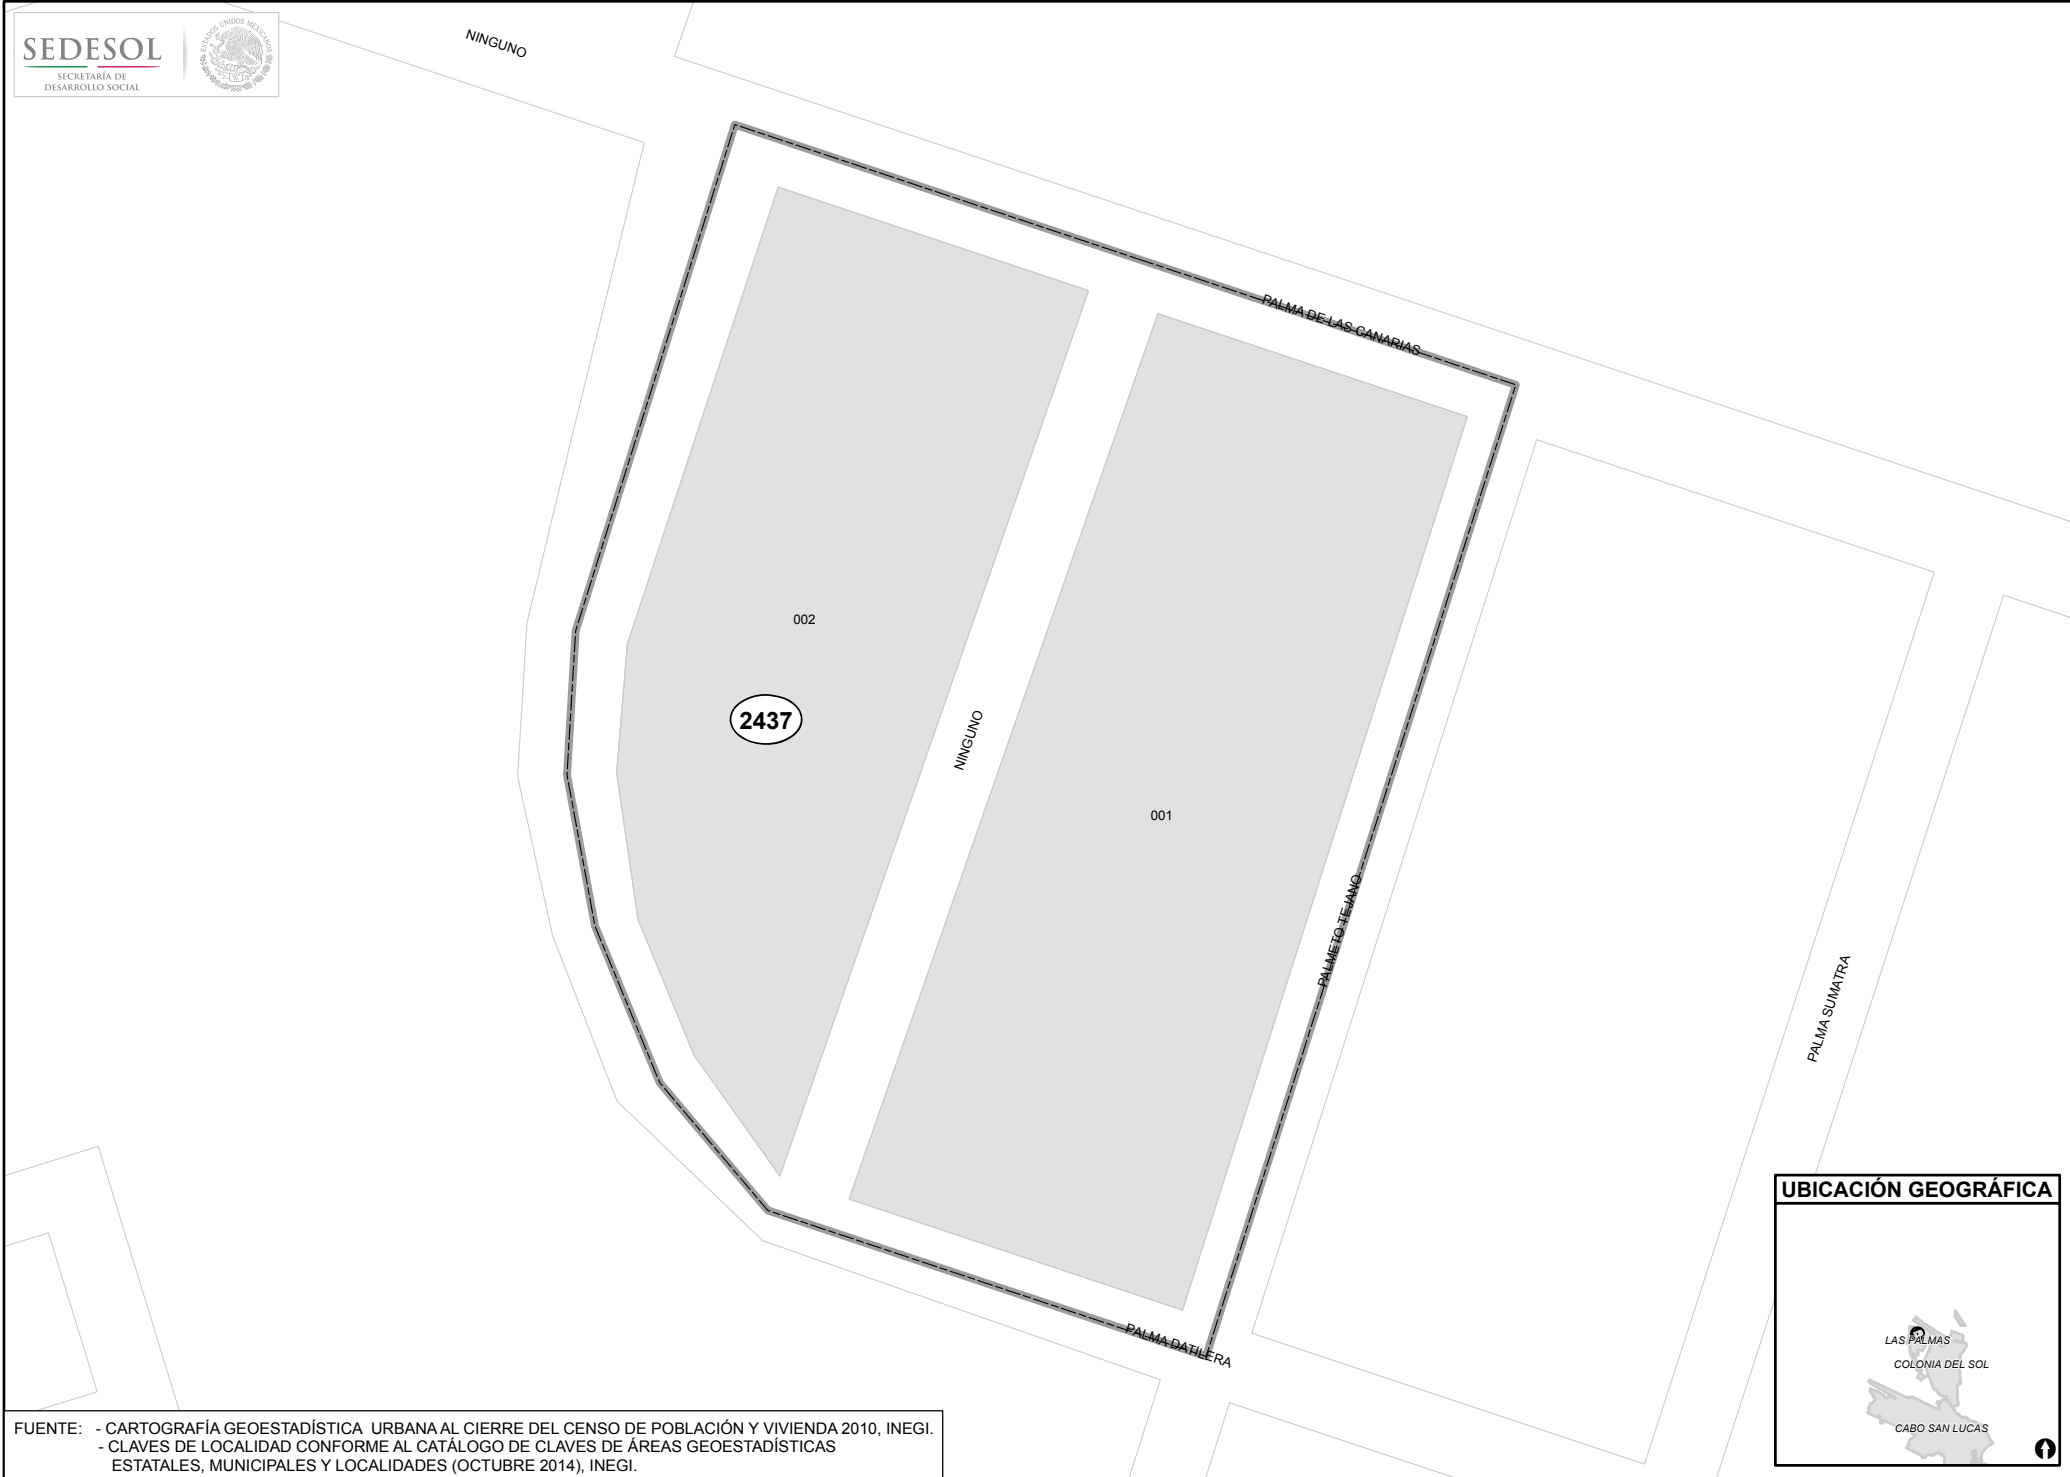 SEDESOL
SECRETARÍA DE
DESARROLLO SOCIAL
ESTADOS UNIDOS MEXICANOS
NINGUNO
PALMA DE LAS CANARIAS
002
2437
NINGUNO
001
PALMETO TEJANO
PALMA SUMATRA
PALMA DATILERA
UBICACIÓN GEOGRÁFICA
LAS PALMAS
COLONIA DEL SOL
CABO SAN LUCAS
FUENTE: - CARTOGRAFÍA GEOESTADÍSTICA URBANA AL CIERRE DEL CENSO DE POBLACIÓN Y VIVIENDA 2010, INEGI.
- CLAVES DE LOCALIDAD CONFORME AL CATÁLOGO DE CLAVES DE ÁREAS GEOESTADÍSTICAS
ESTATALES, MUNICIPALES Y LOCALIDADES (OCTUBRE 2014), INEGI.